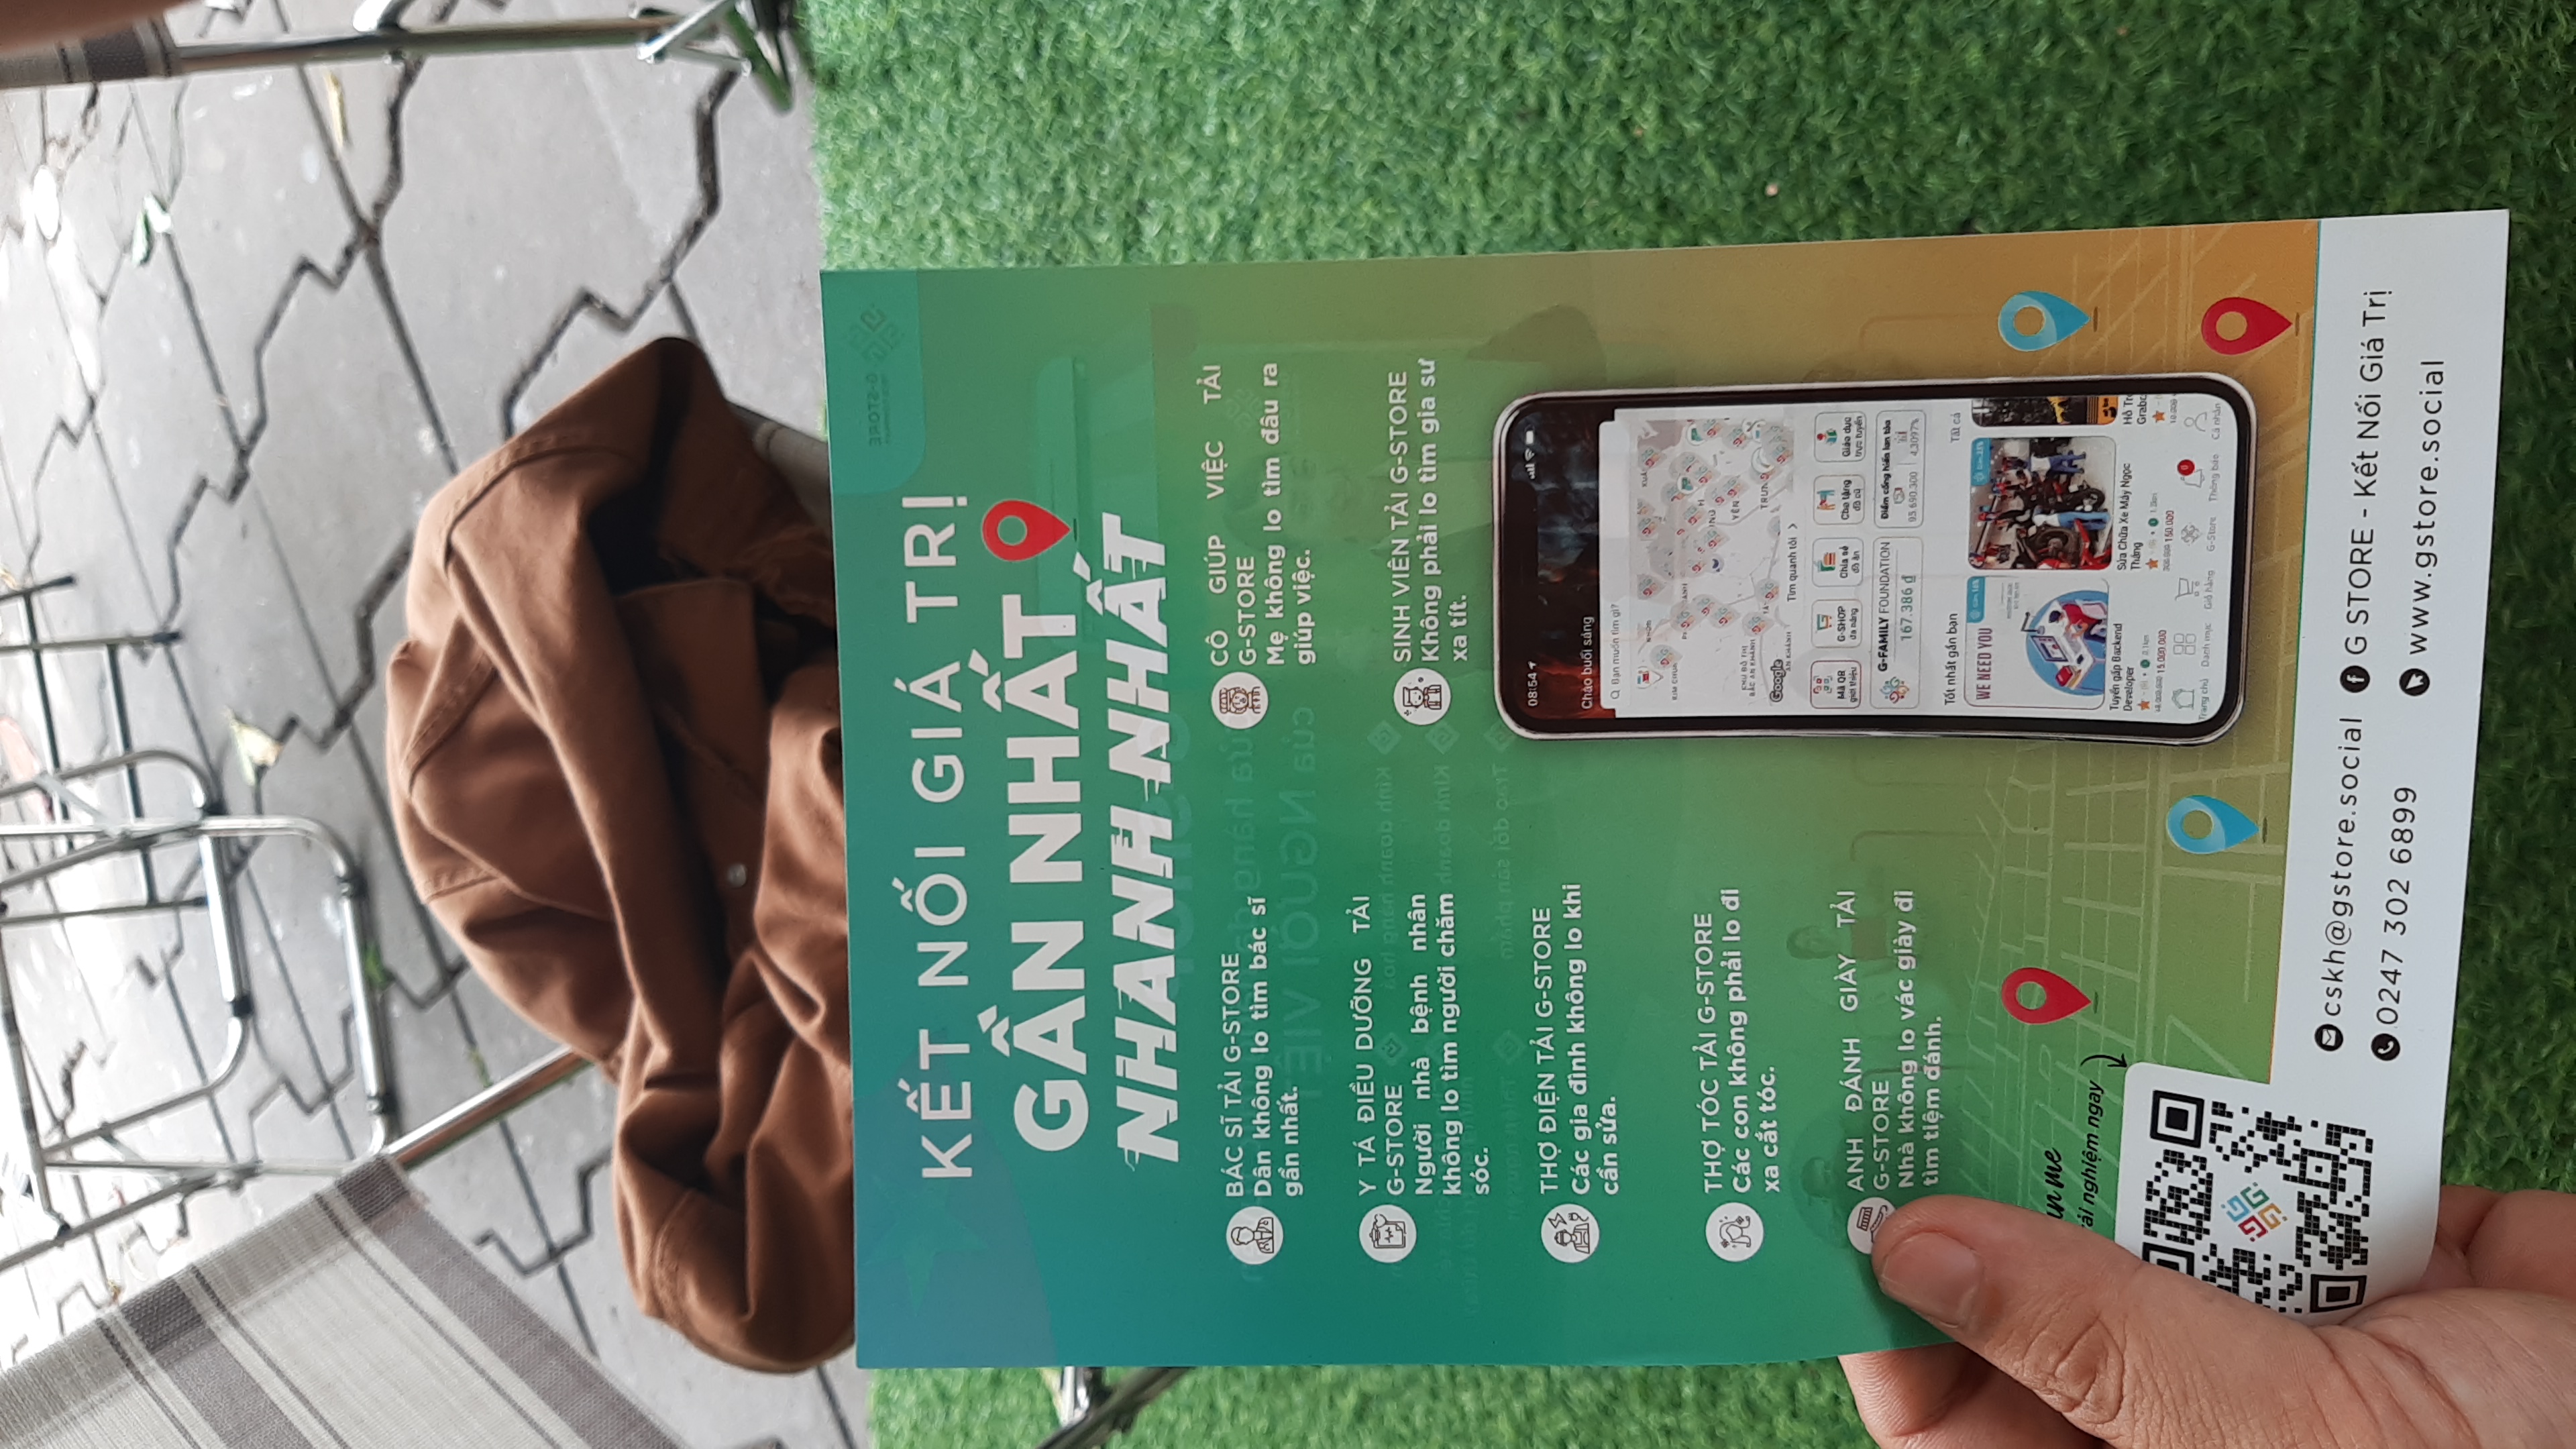 KẾT NỐI GIÁ TRỊ
GẦN NHẤT
NHANH NHẤT
BÁC SĨ TẢI G-STORE
Dân không lo tìm bác sĩ
gần nhất.
Y TÁ ĐIỀU DƯỠNG TẢI
G-STORE
Người nhà bệnh nhân
không lo tìm người chăm
sóc.
THỢ ĐIỆN TẢI G-STORE
Các gia đình không lo khi
cần sửa.
THỢ TÓC TẢI G-STORE
Các con không phải lo đi
xa cắt tóc.
ANH ĐÁNH GIÀY TẢI
G-STORE
Nhà không lo vác giày đi
tìm tiệm đánh.
CÔ GIÚP VIỆC TẢI
G-STORE
Mẹ không lo tìm đâu ra
giúp việc.
SINH VIÊN TẢI G-STORE
Không phải lo tìm gia sư
xa tít.
08:54
Chào buổi sáng
Bạn muốn tìm gì?
Google
Tìm quanh tôi >
Mã QR
giới thiệu
G-SHOP
đa năng
Chia sẻ
đồ ăn
Cho tặng
đồ cũ
Giáo dục
trực tuyến
G-FAMILY FOUNDATION
167.386 đ
Điểm cống hiến lan tỏa
95.690.300
4,3097%
Tốt nhất gần bạn
Tất cả
WE NEED YOU
Tuyển gấp Backend
Developer
15.000.000
Sửa Chữa Xe Máy Ngọc
Thắng
150.000
Trang chủ
Danh mục
Giỏ hàng
G-Store
Thông báo
Cá nhân
me
nghiệm ngay
cskh@gstore.social
0247 302 6899
G STORE - Kết Nối Giá Trị
www.gstore.social